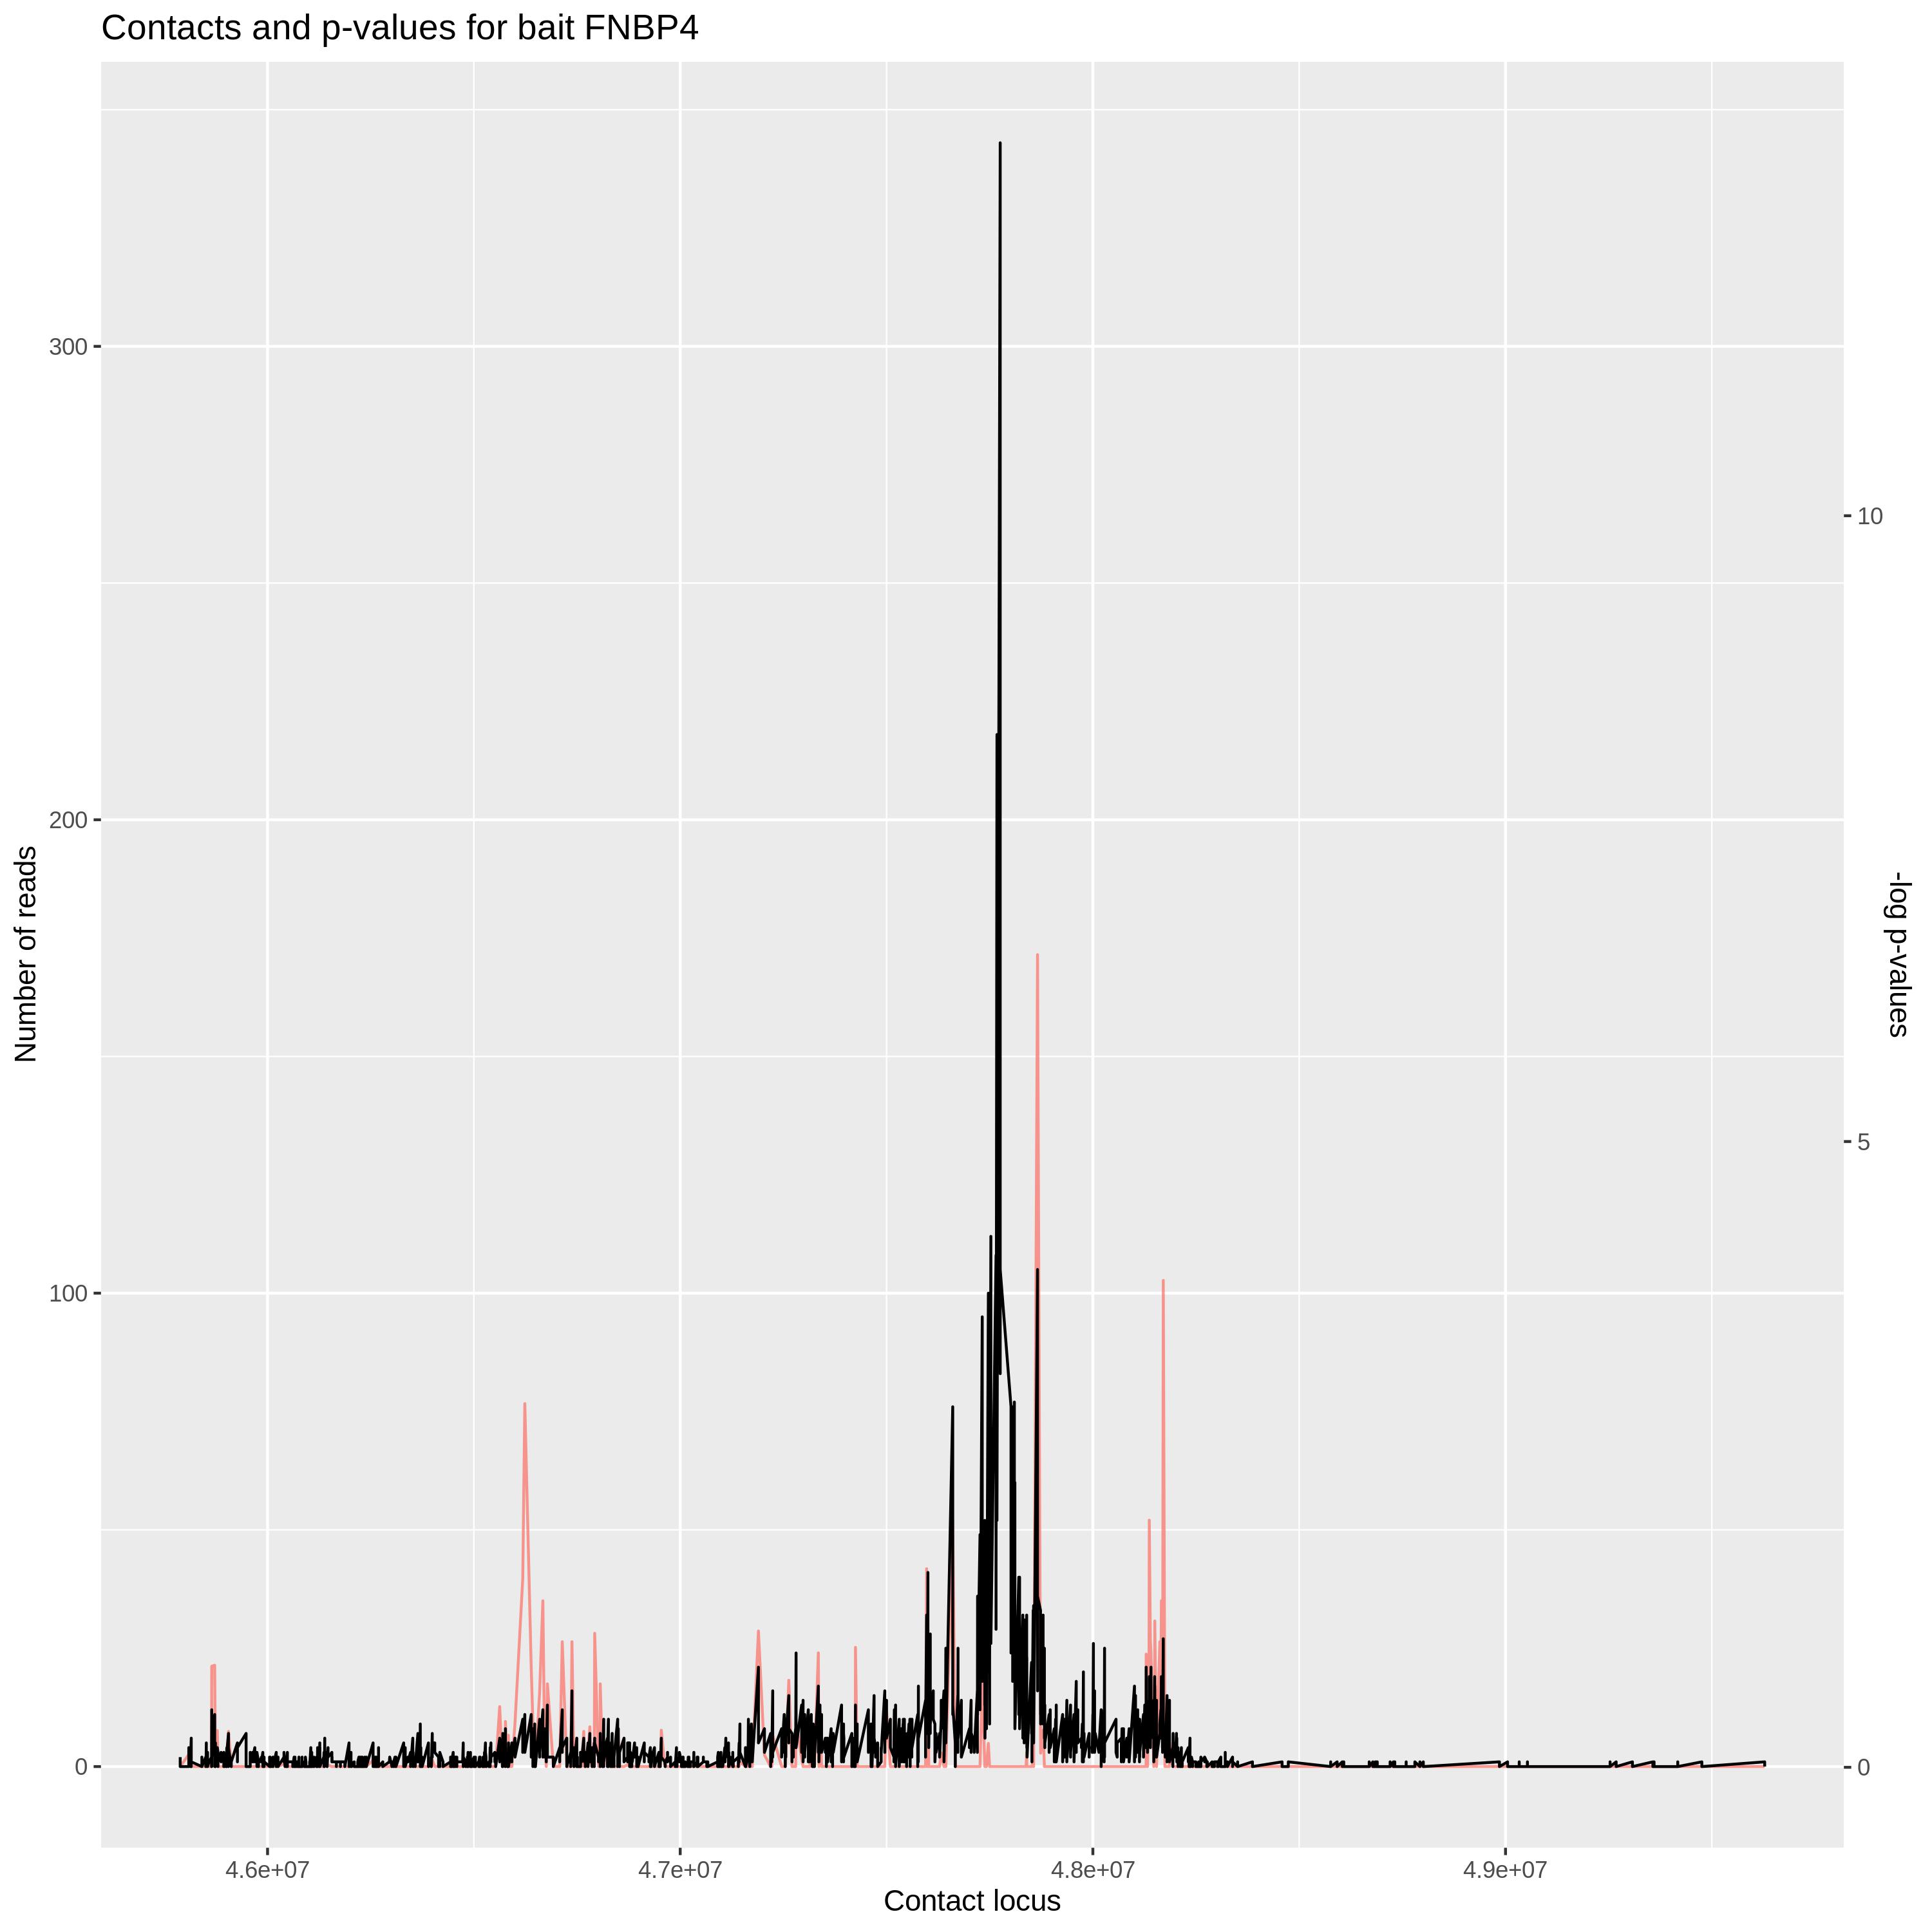 Contacts and p-values for bait FNBP4
300
200
100
0
Number of reads
10
5
0
-log p-values
4.6e+07
4.7e+07
4.8e+07
4.9e+07
Contact locus